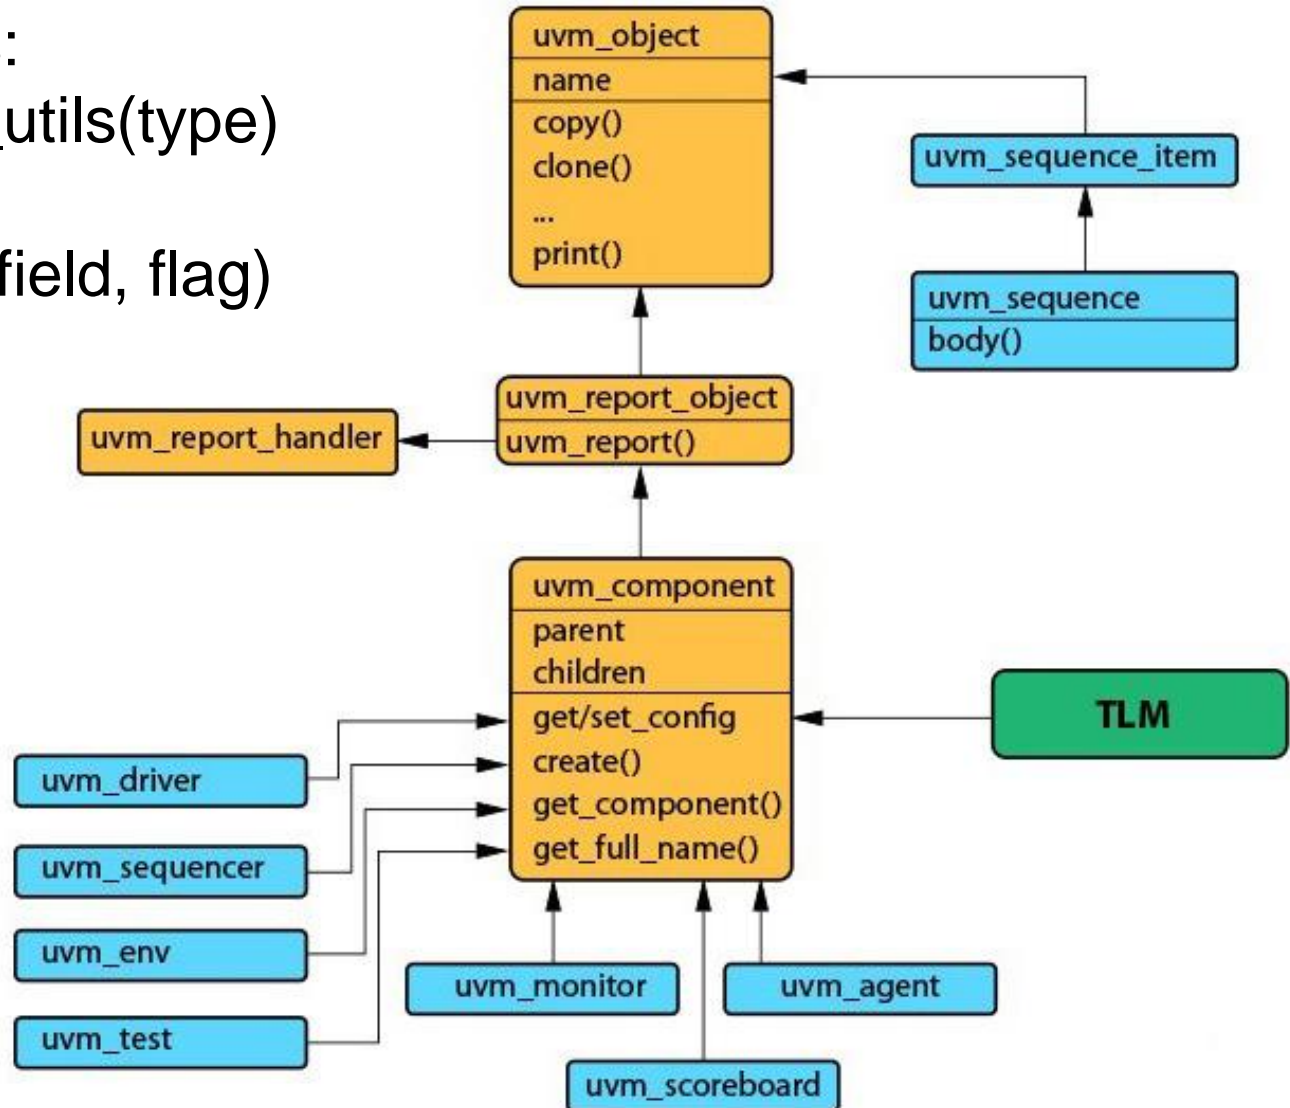 :
_utils(type)
field, flag)
uvm_object
name
copy()
clone()
...
print()
uvm_sequence_item
uvm_sequence
body()
uvm_report_object
uvm_report()
uvm_report_handler
uvm_component
parent
children
get/set_config
create()
get_component()
get_full_name()
TLM
uvm_driver
uvm_sequencer
uvm_env
uvm_test
uvm_monitor
uvm_agent
uvm_scoreboard